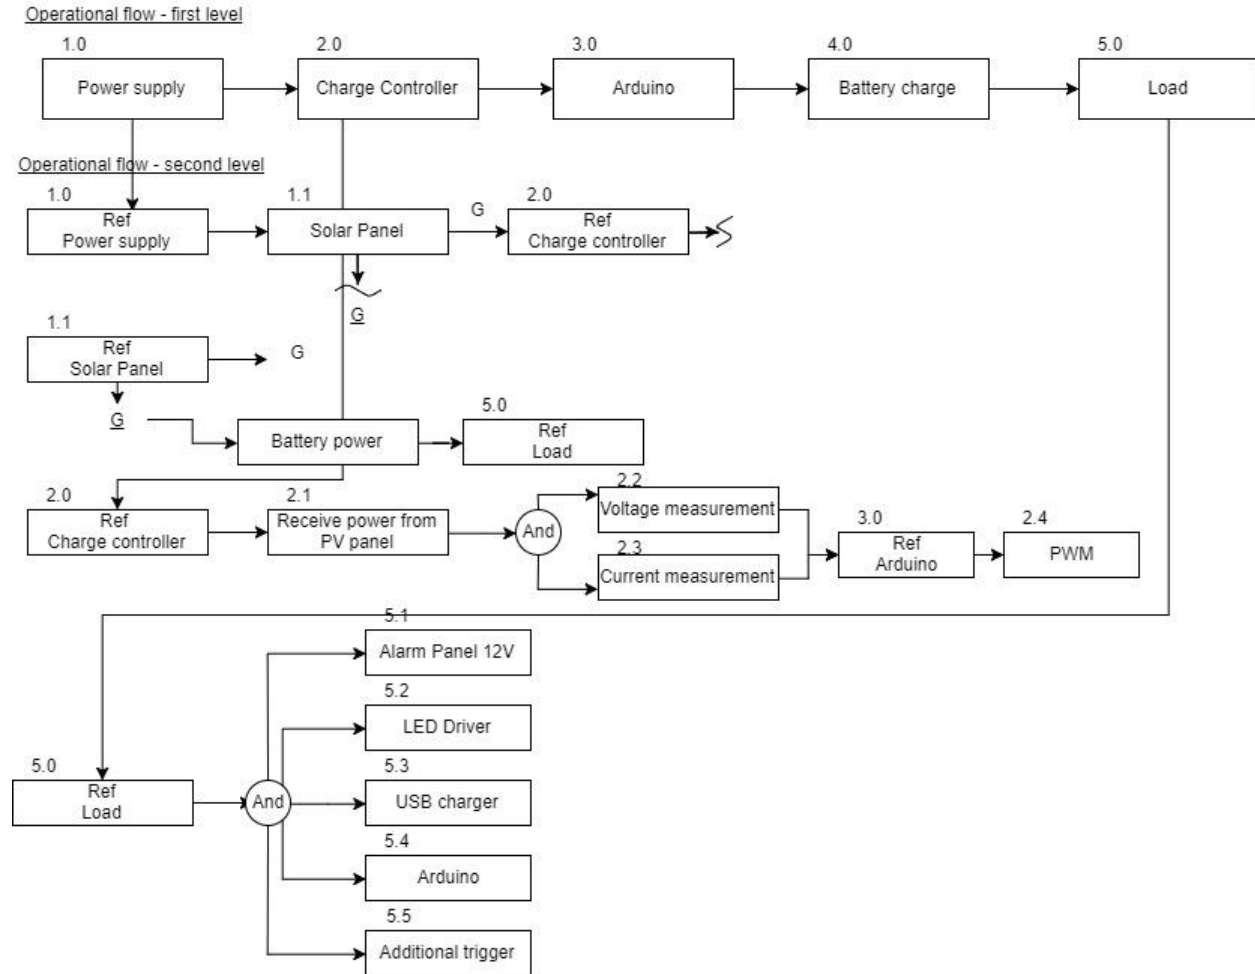 Operational flow - first level
1.0
2.0
3.0
4.0
5.0
Power supply
Charge Controller
Arduino
Battery charge
Load
Operational flow - second level
1.0
1.1
2.0
Ref
Power supply
Solar Panel
G
Ref
Charge controller
G
1.1
Ref
Solar Panel
G
G
5.0
Battery power
Ref
Load
2.0
2.1
2.2
Ref
Charge controller
Receive power from
PV panel
And
Voltage measurement
2.3
Current measurement
3.0
Ref
Arduino
2.4
PWM
5.1
Alarm Panel 12V
5.2
LED Driver
5.0
Ref
Load
And
5.3
USB charger
5.4
Arduino
5.5
Additional trigger